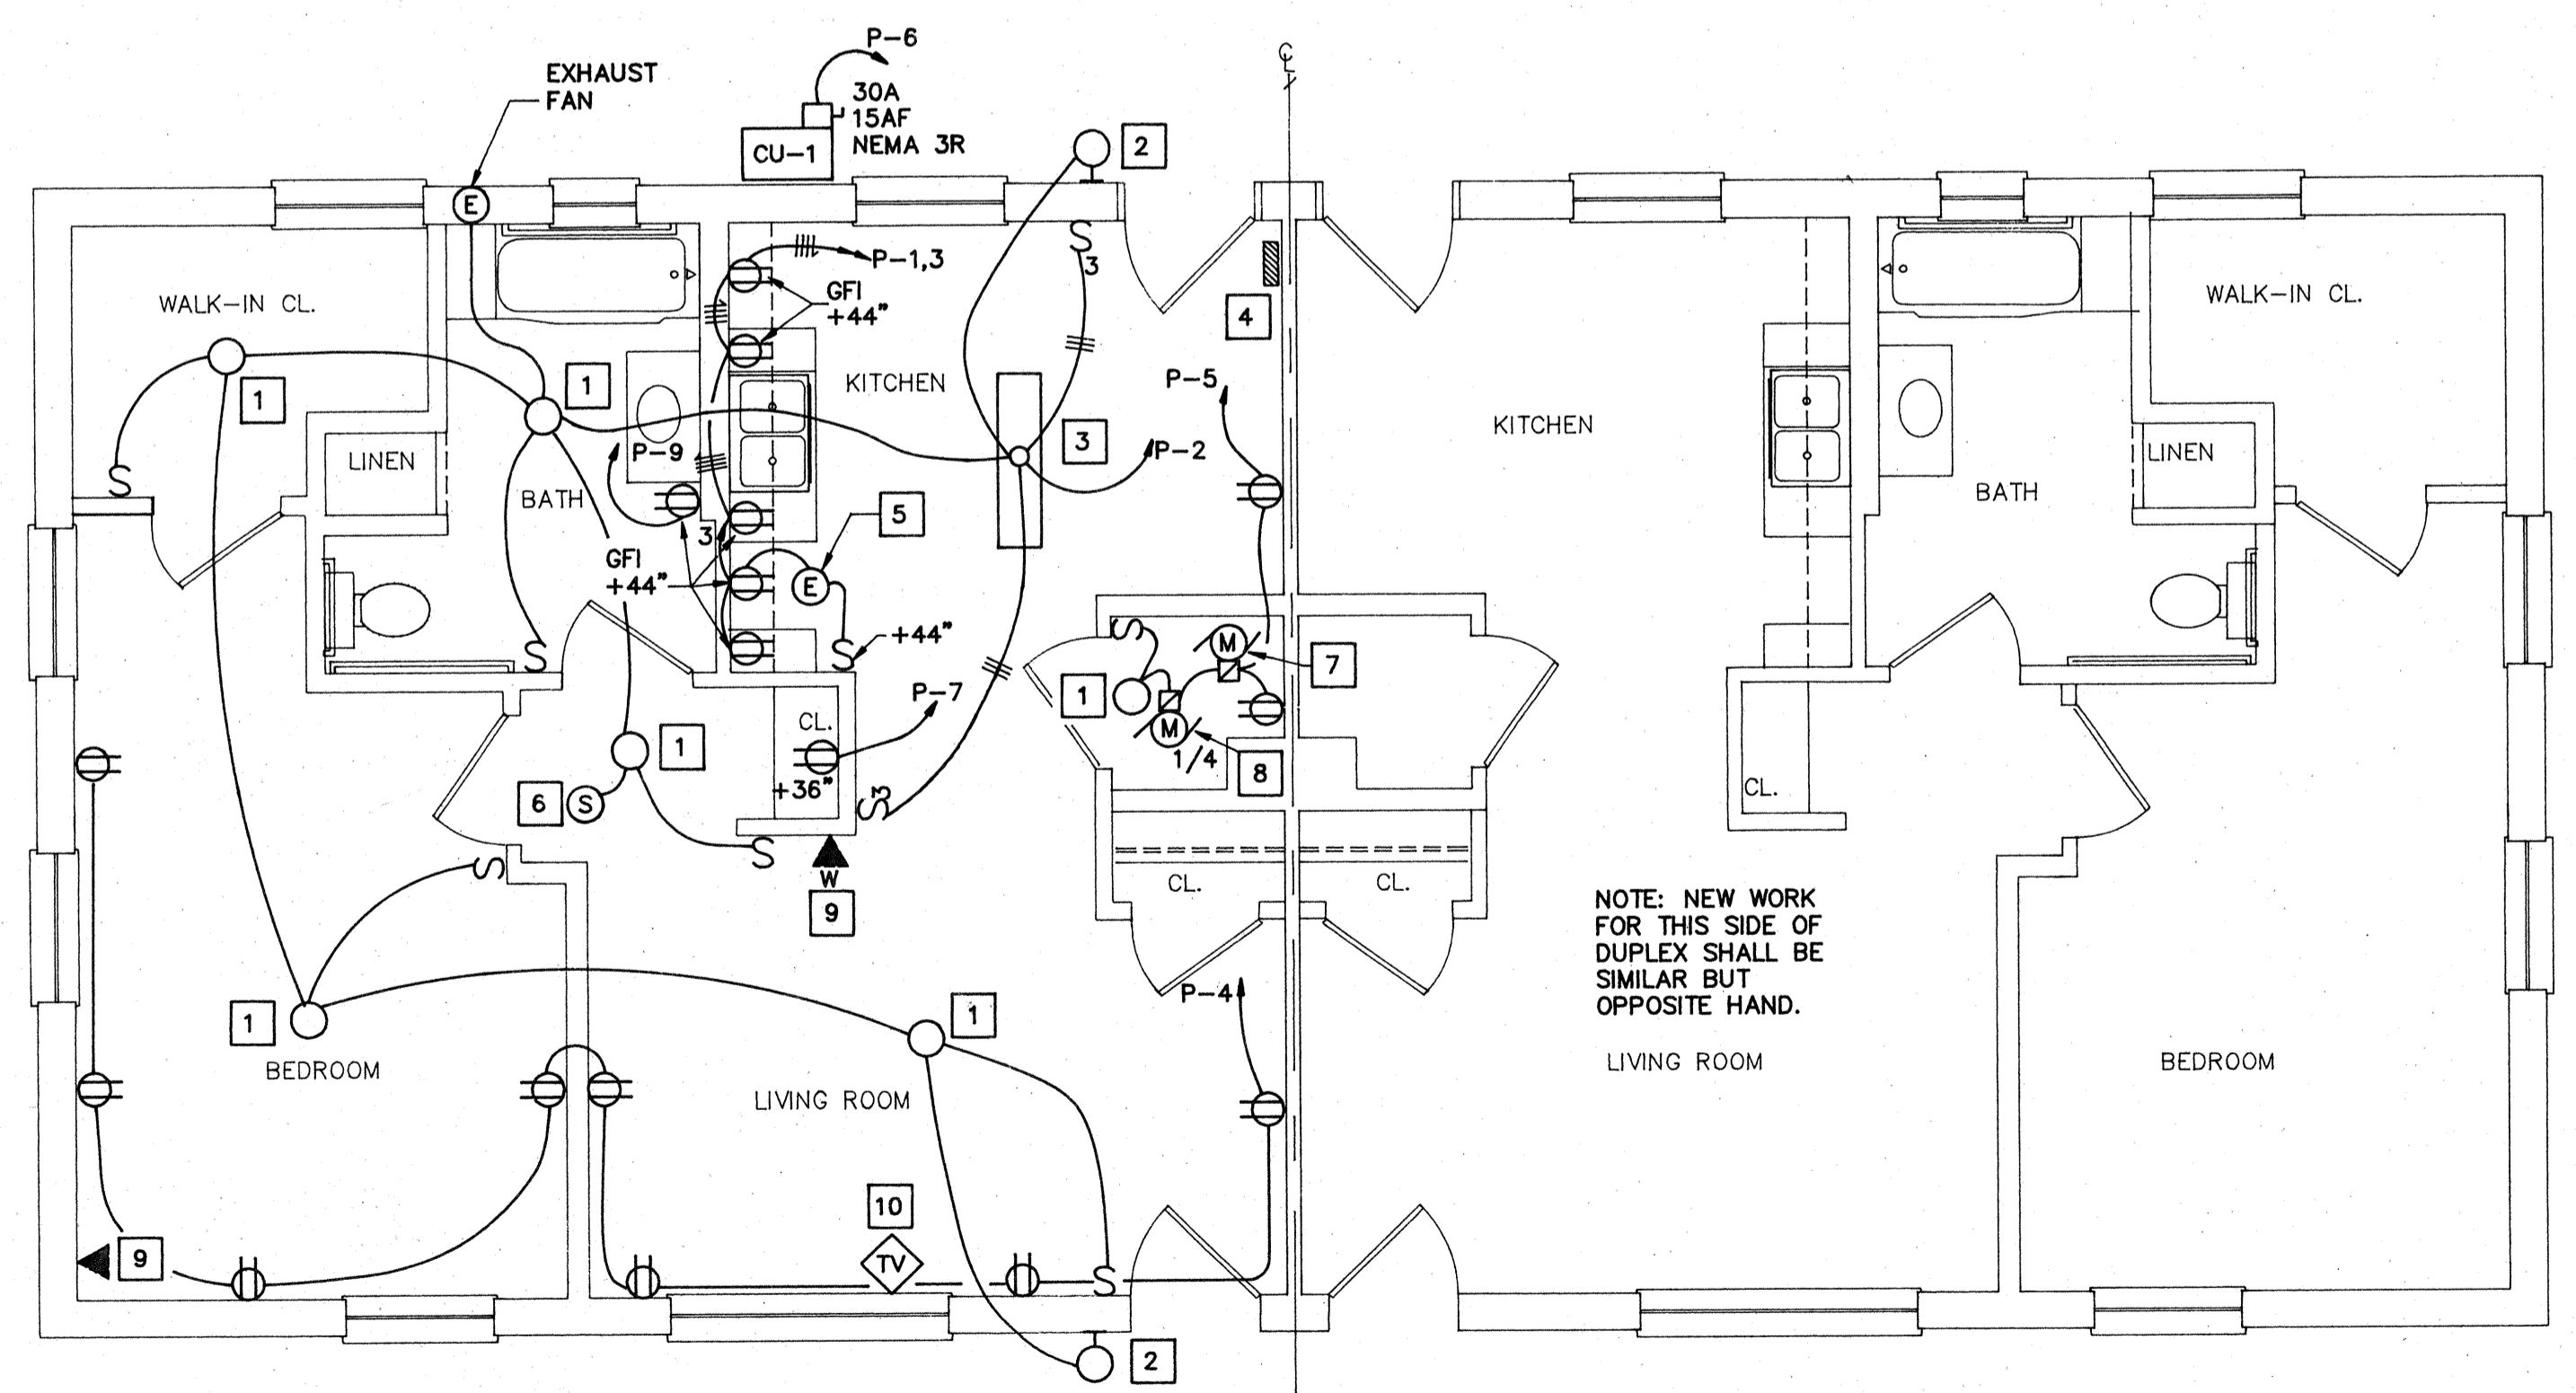 P-6
EXHAUST
FAN
30A
15AF
NEMA 3R
CU-1
℄
2
E
S
3
P-1,3
GFI
+44"
WALK-IN CL.
WALK-IN CL.
4
1
1
KITCHEN
P-5
KITCHEN
3
P-2
P-9
LINEN
LINEN
S
BATH
BATH
5
3
GFI
+44"
E
+44"
S
S
S
M
7
1
M
1/4
8
P-7
CL.
+36"
1
6
S
S
3
S
W
9
CL.
CL.
CL.
S
NOTE: NEW WORK
FOR THIS SIDE OF
DUPLEX SHALL BE
SIMILAR BUT
OPPOSITE HAND.
P-4
1
1
BEDROOM
LIVING ROOM
LIVING ROOM
BEDROOM
10
TV
9
S
2